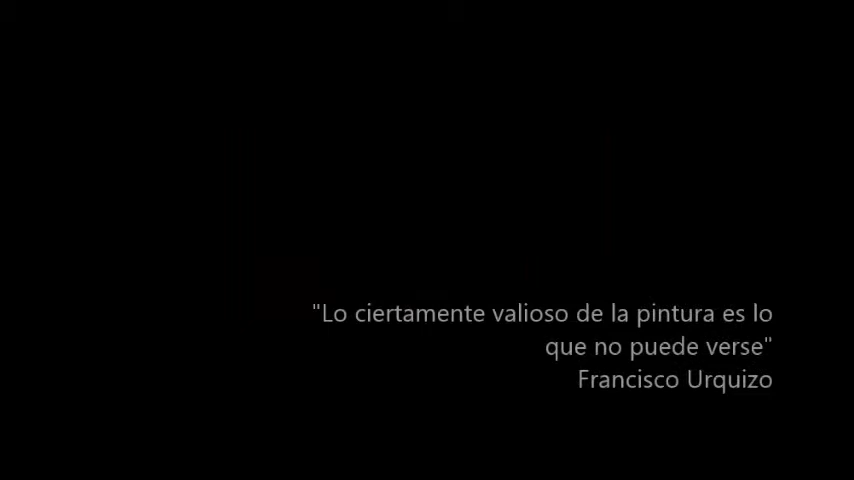 "Lo ciertamente valioso de la pintura es lo
que no puede verse"
Francisco Urquizo